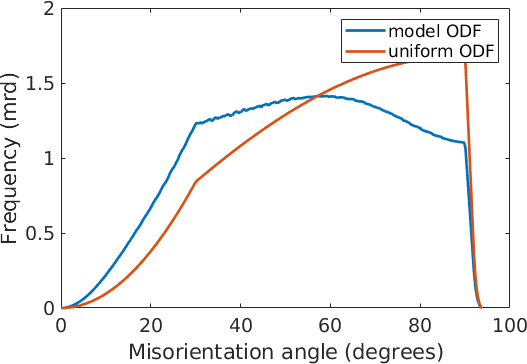 2
1.5
1
0.5
0
Frequency (mrd)
model ODF
uniform ODF
0 20 40 60 80 100
Misorientation angle (degrees)